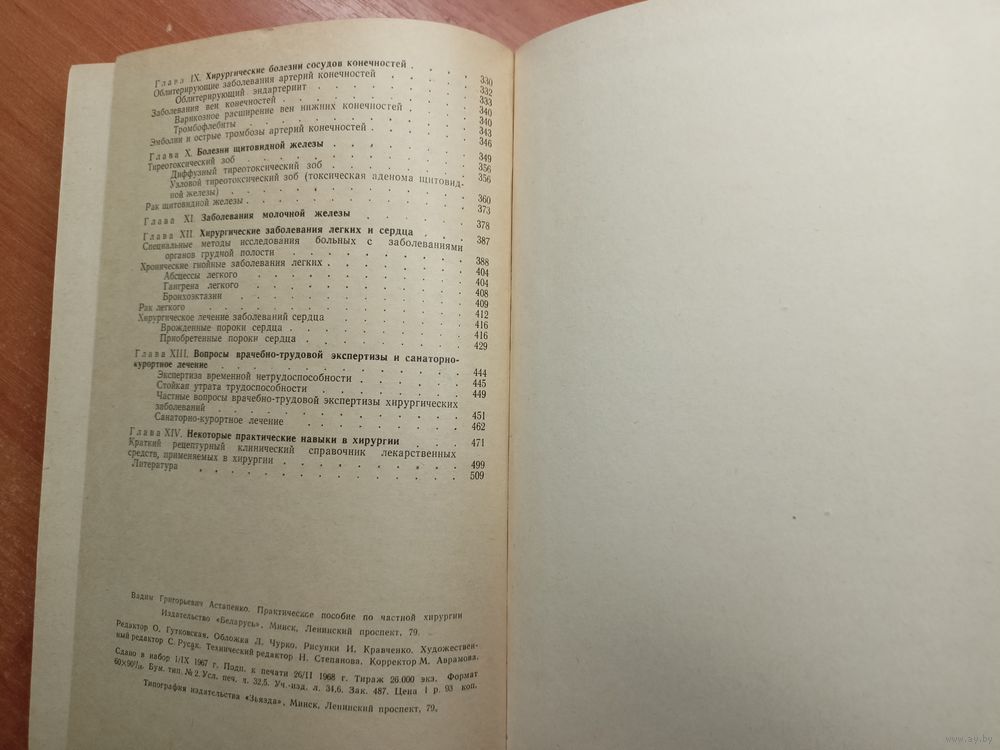 Глава IX. Хирургические болезни сосудов конечностей . . . 330
Облитерирующие заболевания артерий конечностей . . . . 332
Облитерирующий эндартериит . . . . . . . 333
Заболевания вен конечностей . . . . . . . . . 340
Варикозное расширение вен нижних конечностей . . . . 340
Тромбофлебиты . . . . . . . . . . 343
Эмболии и острые тромбозы артерий конечностей . . . . 346
Глава X. Болезни щитовидной железы . . . . . . 349
Тиреотоксический зоб . . . . . . . . . . 356
Диффузный тиреотоксический зоб . . . . . . 356
Узловой тиреотоксический зоб (токсическая аденома щитовид-
ной железы) . . . . . . . . . . 360
Рак щитовидной железы . . . . . . . . . 373
Глава XI. Заболевания молочной железы . . . . . 378
Глава XII. Хирургические заболевания легких и сердца . . . 387
Специальные методы исследования больных с заболеваниями
органов грудной полости . . . . . . . . 388
Хронические гнойные заболевания легких . . . . . . 404
Абсцессы легкого . . . . . . . . . 404
Гангрена легкого . . . . . . . . . 408
Бронхоэктазии . . . . . . . . . . 409
Рак легкого . . . . . . . . . . . 412
Хирургическое лечение заболеваний сердца . . . . . 416
Врожденные пороки сердца . . . . . . . 416
Приобретенные пороки сердца . . . . . . . 429
Глава XIII. Вопросы врачебно-трудовой экспертизы и санаторно-
курортное лечение . . . . . . . . . . 444
Экспертиза временной нетрудоспособности . . . . . 445
Стойкая утрата трудоспособности . . . . . . 449
Частные вопросы врачебно-трудовой экспертизы хирургических
заболеваний . . . . . . . . . . 451
Санаторно-курортное лечение . . . . . . . 462
Глава XIV. Некоторые практические навыки в хирургии . . . 471
Краткий рецептурный клинический справочник лекарственных
средств, применяемых в хирургии . . . . . . . 499
Литература . . . . . . . . . . . 509
Вадим Григорьевич Астапенко. Практическое пособие по частной хирургии
Издательство «Беларусь», Минск, Ленинский проспект, 79.
Редактор О. Гутковская, Обложка Л. Чурко, Рисунки И. Кравченко. Художествен-
ный редактор С. Русак. Технический редактор Н. Степанова, Корректор М. Аврамова.
Сдано в набор 1/IX 1967 г. Подп. к печати 26/II 1968 г. Тираж 26.000 экз. Формат
60×90 Бум. тип. № 2. Усл. печ. л. 32,5. Уч.-изд. л. 34,6. Зак. 487. Цена 1 р. 93 коп.
Типография издательства «Звязда», Минск, Ленинский проспект, 79.
www.ay.by